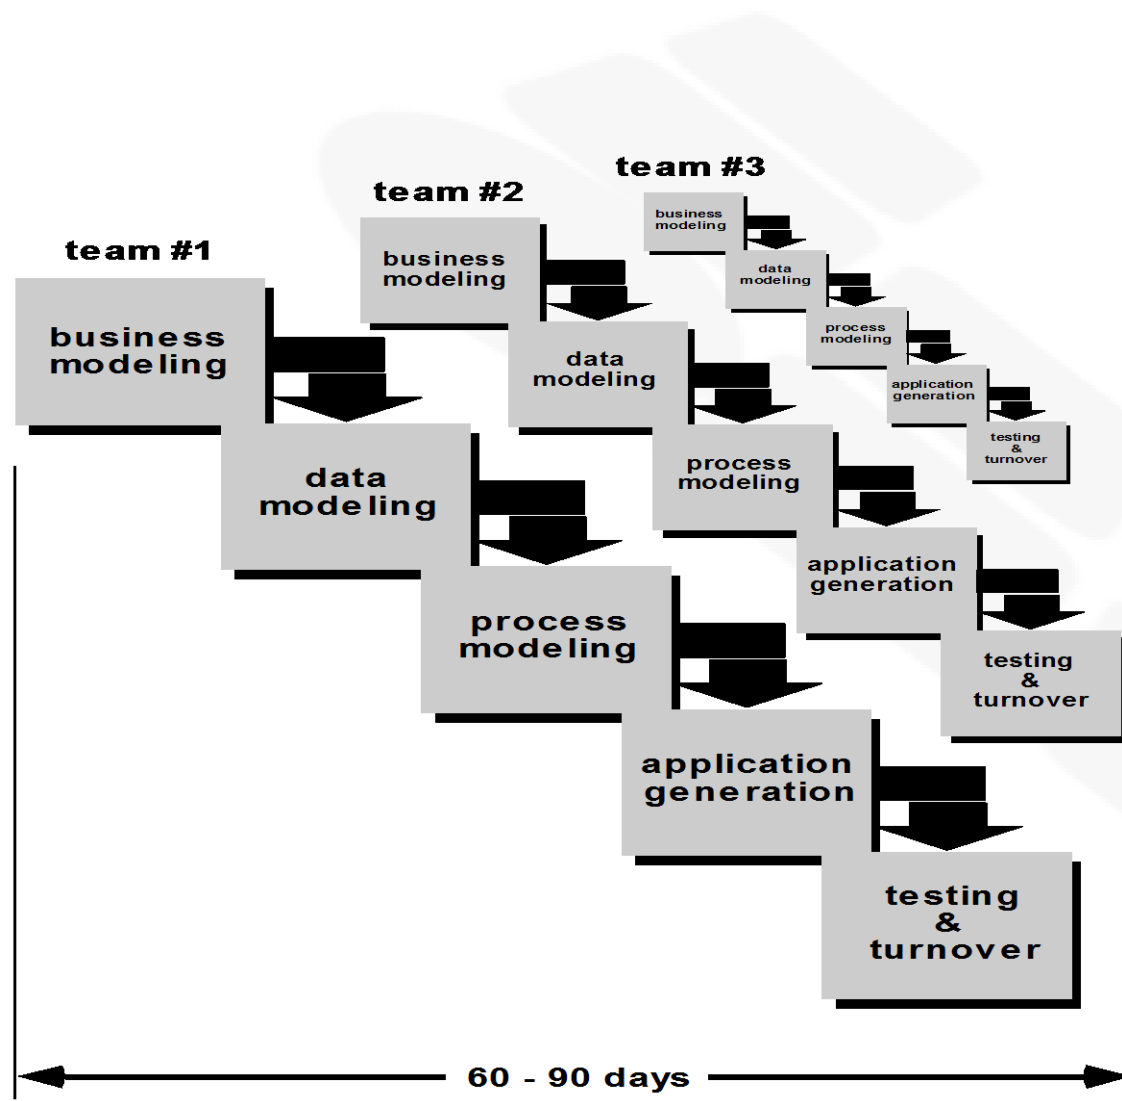 team #1
business
modeling
data
modeling
process
modeling
application
generation
testing
&
turnover
team #2
business
modeling
data
modeling
process
modeling
application
generation
testing
&
turnover
team #3
business
modeling
data
modeling
process
modeling
application
generation
testing
&
turnover
60 - 90 days